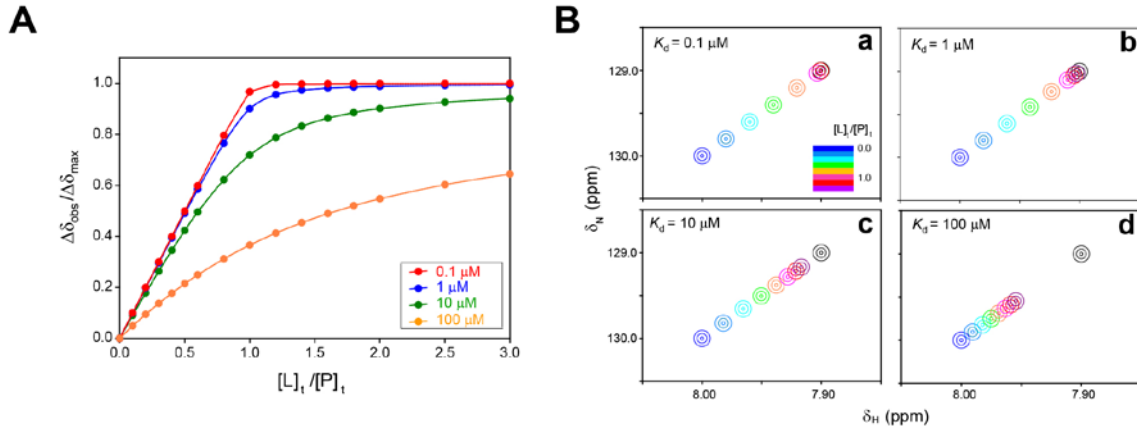 A
Δδobs/Δδmax
1.0
0.8
0.6
0.4
0.2
0.0
0.0
0.5
1.0
1.5
2.0
2.5
3.0
[L]t/[P]t
0.1 μM
1 μM
10 μM
100 μM
B
Kd = 0.1 μM
a
129.0
130.0
[L]t/[P]t
0.0
1.0
Kd = 1 μM
b
δN (ppm)
Kd = 10 μM
c
129.0
130.0
8.00
7.90
Kd = 100 μM
d
8.00
7.90
δH (ppm)